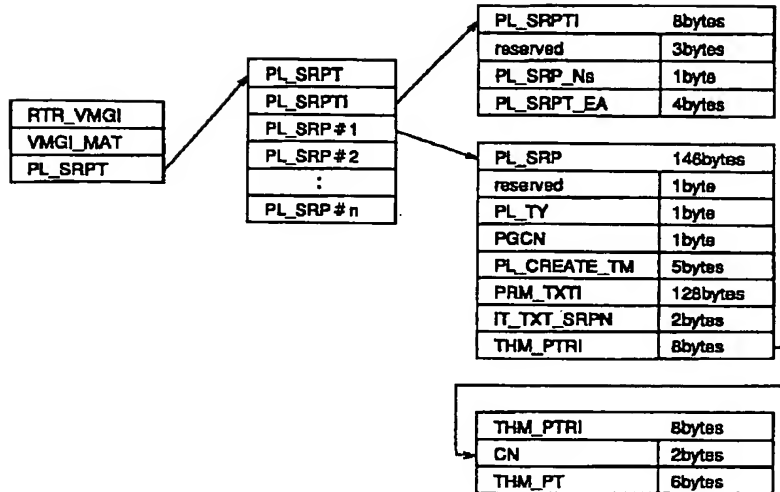 RTR_VMGI
VMGI_MAT
PL_SRPT
PL_SRPT
PL_SRPTI
PL_SRP#1
PL_SRP#2
:
PL_SRP#n
PL_SRPTI 8bytes
reserved 3bytes
PL_SRP_Ns 1byte
PL_SRPT_EA 4bytes
PL_SRP 146bytes
reserved 1byte
PL_TY 1byte
PGCN 1byte
PL_CREATE_TM 5bytes
PRM_TXTI 128bytes
IT_TXT_SRPN 2bytes
THM_PTRI 8bytes
THM_PTRI 8bytes
CN 2bytes
THM_PT 6bytes